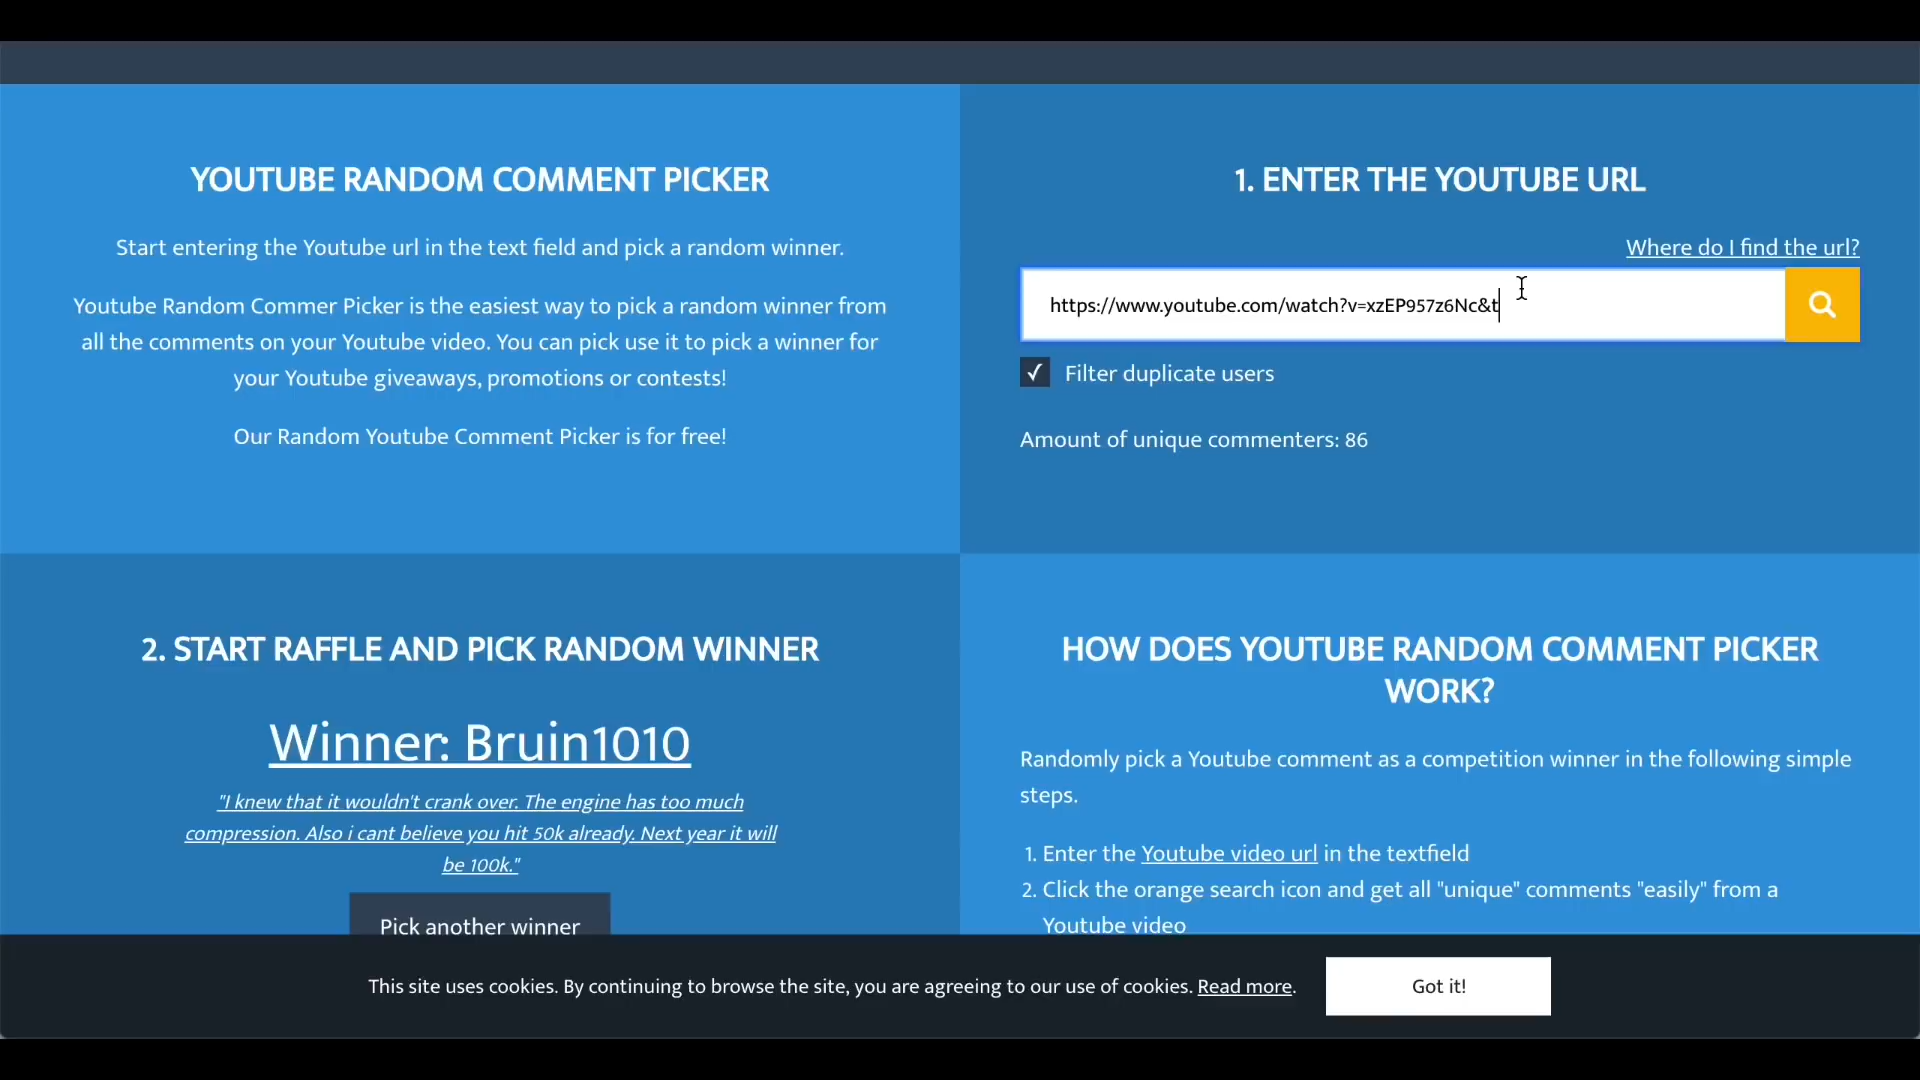 YOUTUBE RANDOM COMMENT PICKER
Start entering the Youtube url in the text field and pick a random winner.
Youtube Random Commer Picker is the easiest way to pick a random winner from
all the comments on your Youtube video. You can pick use it to pick a winner for
your Youtube giveaways, promotions or contests!
Our Random Youtube Comment Picker is for free!
1. ENTER THE YOUTUBE URL
Where do I find the url?
https://www.youtube.com/watch?v=xzEP957z6Nc&t
Filter duplicate users
Amount of unique commenters: 86
2. START RAFFLE AND PICK RANDOM WINNER
Winner: Bruin1010
"I knew that it wouldn't crank over. The engine has too much
compression. Also i cant believe you hit 50k already. Next year it will
be 100k."
Pick another winner
HOW DOES YOUTUBE RANDOM COMMENT PICKER
WORK?
Randomly pick a Youtube comment as a competition winner in the following simple
steps.
1. Enter the Youtube video url in the textfield
2. Click the orange search icon and get all "unique" comments "easily" from a
Youtube video
This site uses cookies. By continuing to browse the site, you are agreeing to our use of cookies. Read more.
Got it!